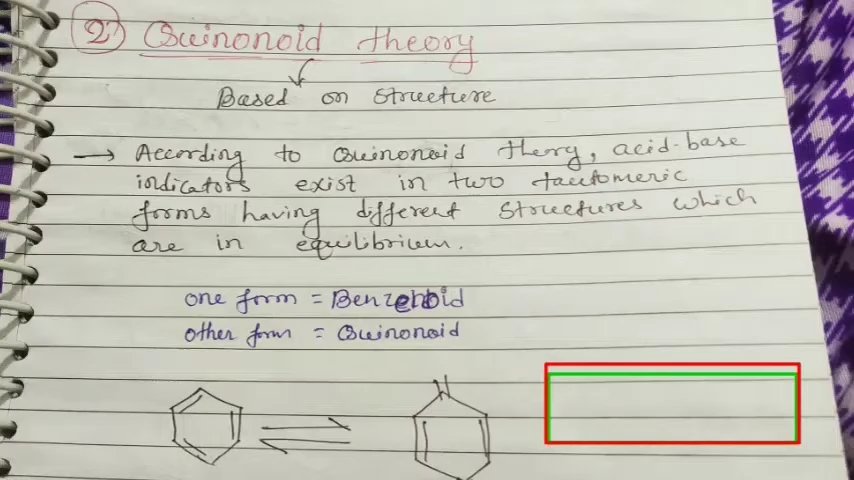 2) Quinonoid theory
Based on structure
→ According to Quinonoid theory, acid-base
indicators exist in two tautomeric
forms having different structures which
are in equilibrium.
one form = Benzenoid
other form = Quinonoid